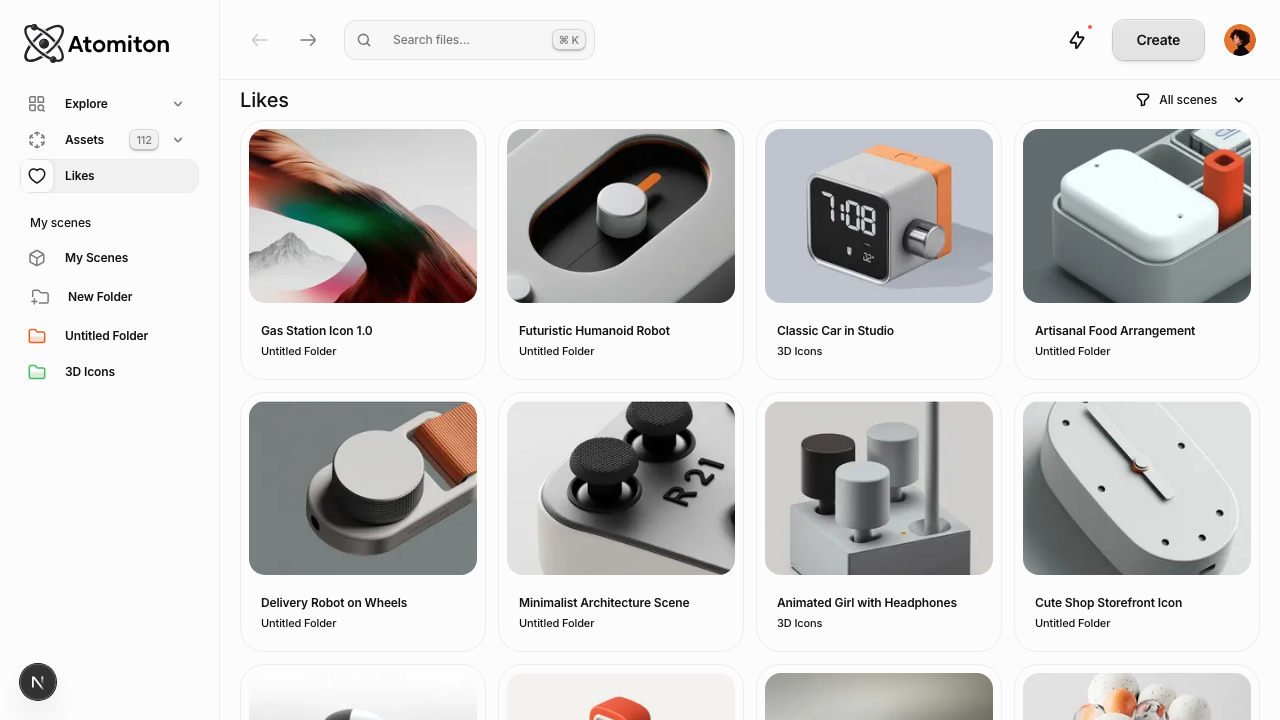 Atomiton
Search files...
⌘ K
Create
Explore
Assets
112
Likes
My scenes
My Scenes
New Folder
Untitled Folder
3D Icons
N
Likes
All scenes
7:08
02°
Gas Station Icon 1.0
Untitled Folder
Futuristic Humanoid Robot
Untitled Folder
Classic Car in Studio
3D Icons
Artisanal Food Arrangement
Untitled Folder
R21
Delivery Robot on Wheels
Untitled Folder
Minimalist Architecture Scene
Untitled Folder
Animated Girl with Headphones
3D Icons
Cute Shop Storefront Icon
Untitled Folder